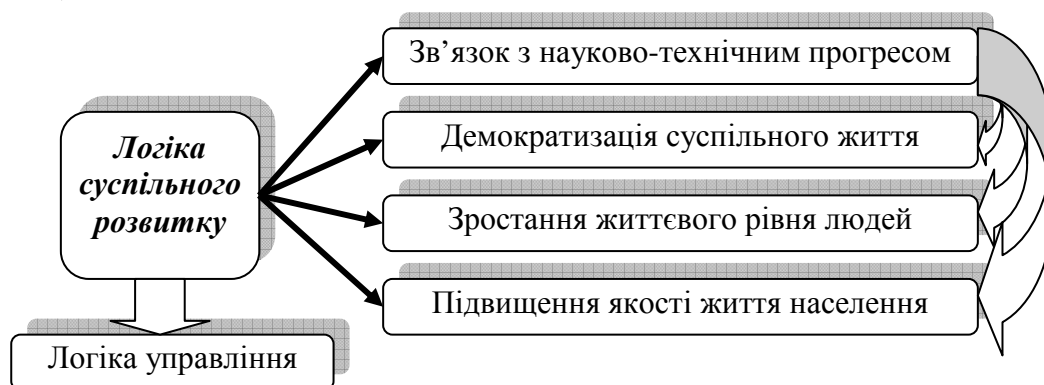 Зв’язок з науково-технічним прогресом
Демократизація суспільного життя
Логіка
суспільного
розвитку
Зростання життєвого рівня людей
Підвищення якості життя населення
Логіка управління